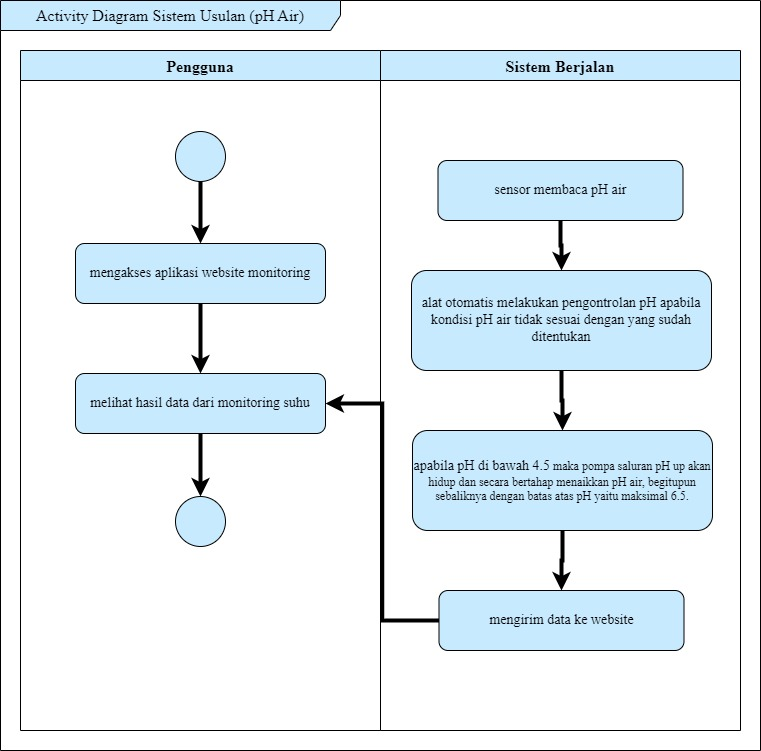 Activity Diagram Sistem Usulan (pH Air)
Pengguna
Sistem Berjalan
mengakses aplikasi website monitoring
melihat hasil data dari monitoring suhu
sensor membaca pH air
alat otomatis melakukan pengontrolan pH apabila
kondisi pH air tidak sesuai dengan yang sudah
ditentukan
apabila pH di bawah 4.5 maka pompa saluran pH up akan
hidup dan secara bertahap menaikkan pH air, begitupun
sebaliknya dengan batas atas pH yaitu maksimal 6.5.
mengirim data ke website